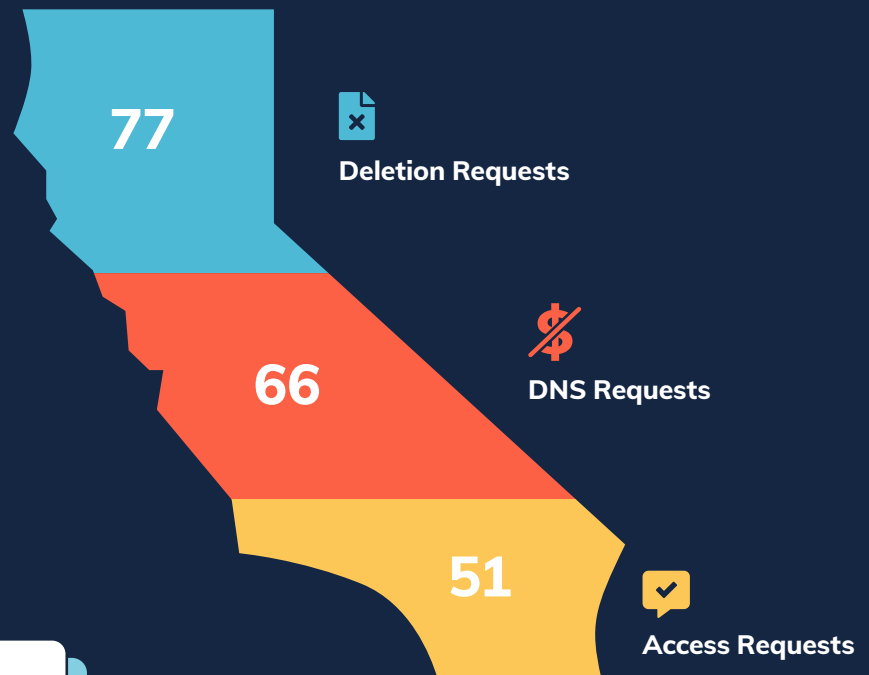 77
Deletion Requests
66
DNS Requests
51
Access Requests